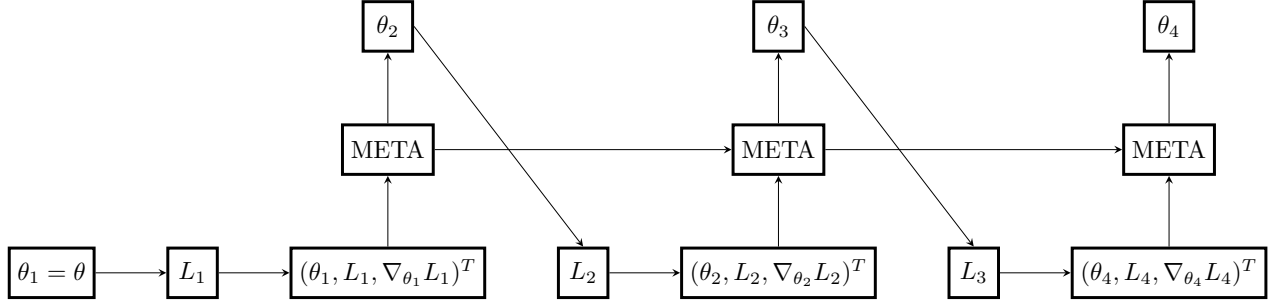 θ₂ θ₃ θ₄
META META META
θ₁ = θ L₁ (θ₁, L₁, ∇_{θ₁} L₁)ᵀ L₂ (θ₂, L₂, ∇_{θ₂} L₂)ᵀ L₃ (θ₄, L₄, ∇_{θ₄} L₄)ᵀ